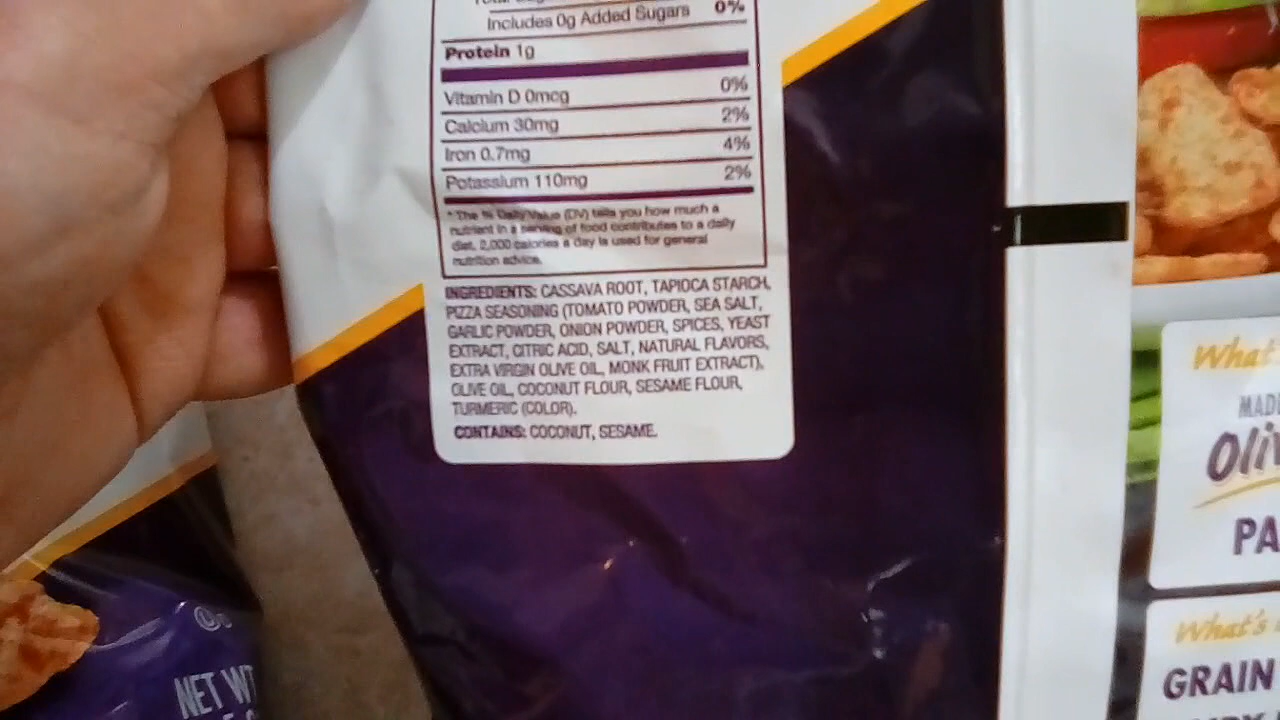 Includes 0g Added Sugars 0%
Protein 1g
Vitamin D 0mcg 0%
Calcium 30mg 2%
Iron 0.7mg 4%
Potassium 110mg 2%
* The % Daily Value (DV) tells you how much a
nutrient in a serving of food contributes to a daily
diet. 2,000 calories a day is used for general
nutrition advice.
INGREDIENTS: CASSAVA ROOT, TAPIOCA STARCH,
PIZZA SEASONING (TOMATO POWDER, SEA SALT,
GARLIC POWDER, ONION POWDER, SPICES, YEAST
EXTRACT, CITRIC ACID, SALT, NATURAL FLAVORS,
EXTRA VIRGIN OLIVE OIL, MONK FRUIT EXTRACT),
OLIVE OIL, COCONUT FLOUR, SESAME FLOUR,
TURMERIC (COLOR).
CONTAINS: COCONUT, SESAME.
NET WT
What'
MAD
Oliv
PA
What's
GRAIN